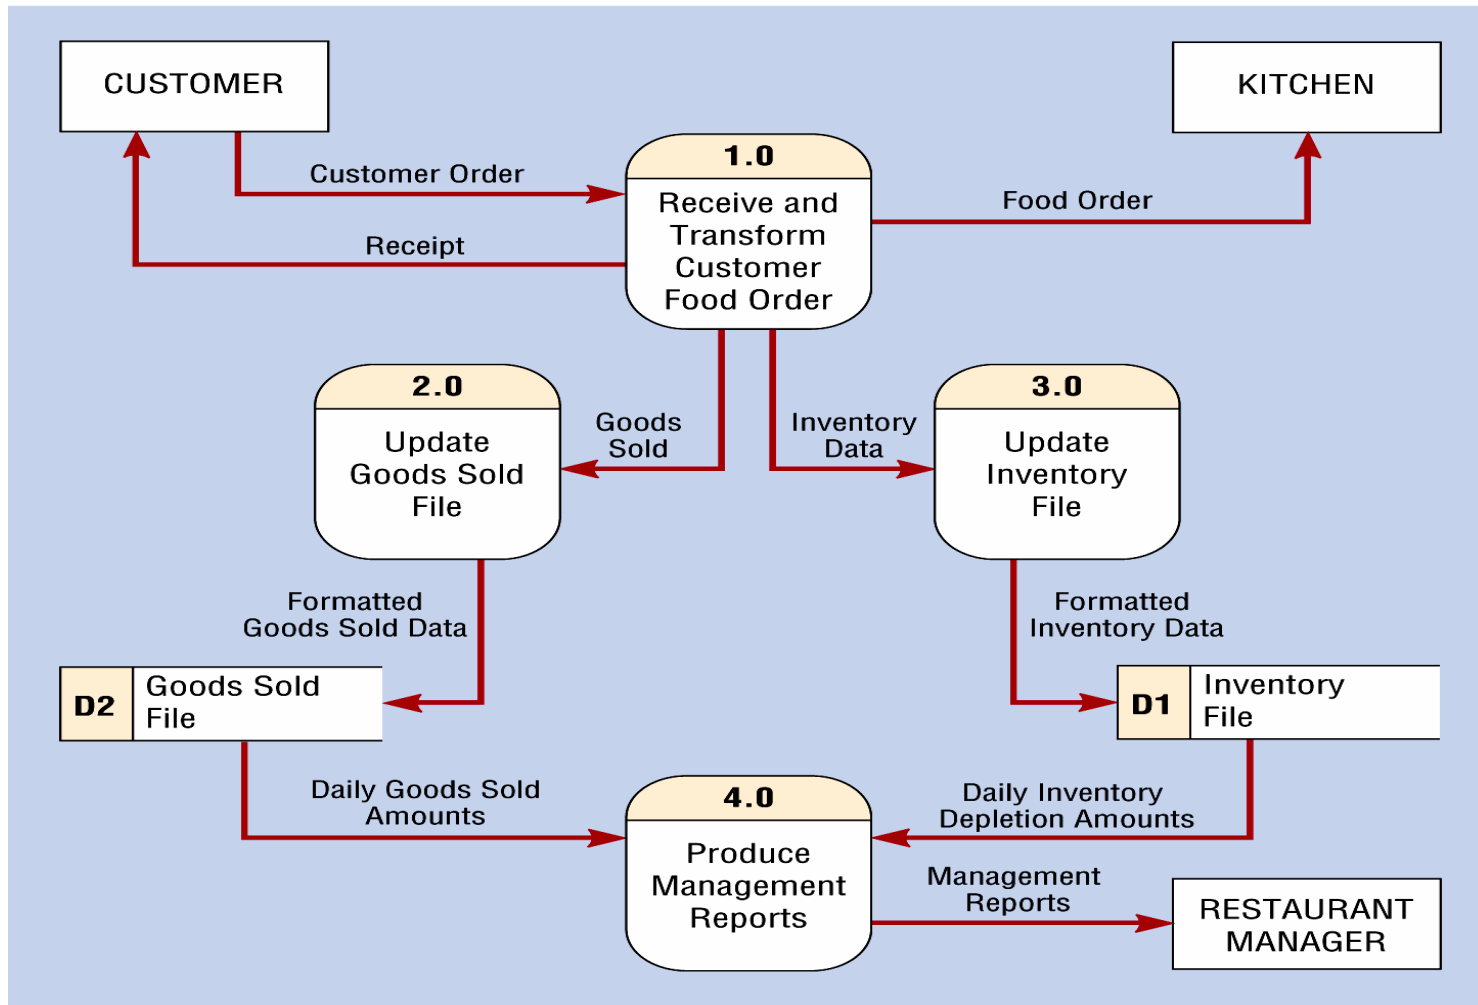 CUSTOMER
KITCHEN
1.0
Receive and
Transform
Customer
Food Order
Customer Order
Food Order
Receipt
2.0
Update
Goods Sold
File
Goods
Sold
Inventory
Data
3.0
Update
Inventory
File
Formatted
Goods Sold Data
Formatted
Inventory Data
D2
Goods Sold
File
D1
Inventory
File
Daily Goods Sold
Amounts
4.0
Produce
Management
Reports
Daily Inventory
Depletion Amounts
Management
Reports
RESTAURANT
MANAGER